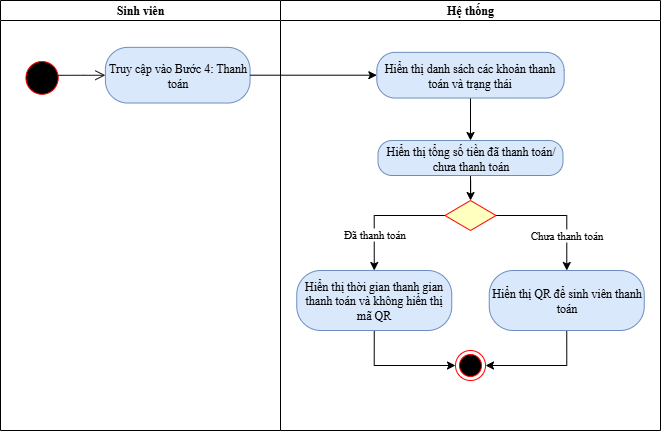 Sinh viên
Hệ thống
Truy cập vào Bước 4: Thanh
toán
Hiển thị danh sách các khoản thanh
toán và trạng thái
Hiển thị tổng số tiền đã thanh toán/
chưa thanh toán
Đã thanh toán
Chưa thanh toán
Hiển thị thời gian thanh gian
thanh toán và không hiển thị
mã QR
Hiển thị QR để sinh viên thanh
toán